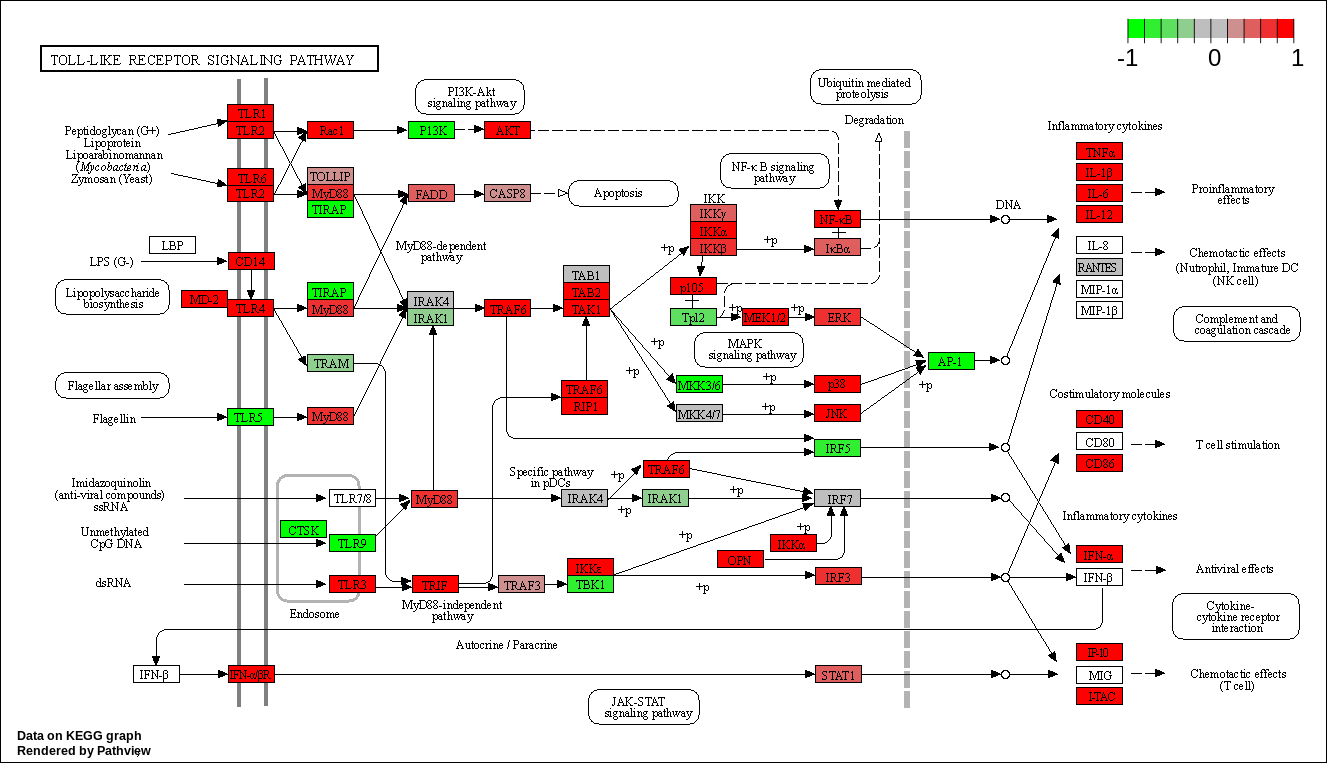 -1 0 1
TOLL-LIKE RECEPTOR SIGNALING PATHWAY
PI3K-Akt
signaling pathway
Ubiquitin mediated
proteolysis
Degradation
Inflammatory cytokines
TLR1
TLR2
Peptidoglycan (G+)
Lipoprotein
Lipoarabinomannan
(Mycobacteria)
Zymosan (Yeast)
Rac1
PI3K
AKT
TLR6
TLR2
TOLLIP
MyD88
TIRAP
FADD
CASP8
Apoptosis
NF-κB signaling
pathway
IKK
IKKγ
IKKα
IKKβ
+p
+p
NF-κB
IκBα
DNA
TNFα
IL-1β
IL-6
IL-12
Proinflammatory
effects
LBP
LPS (G-)
CD14
MyD88-dependent
pathway
IL-8
RANTES
MIP-1α
MIP-1β
Chemotactic effects
(Nutrophil, Immature DC
(NK cell)
Lipopolysaccharide
biosynthesis
MD-2
TLR4
TIRAP
MyD88
IRAK4
IRAK1
TRAF6
TAB1
TAB2
TAK1
p105
Tpl2
+p
MEK1/2
+p
ERK
MAPK
signaling pathway
Complement and
coagulation cascade
TRAM
+p
+p
AP-1
+p
Flagellar assembly
Flagellin
TLR5
MyD88
TRAF6
RIP1
MKK3/6
+p
p38
MKK4/7
+p
JNK
Costimulatory molecules
CD40
CD80
CD86
T cell stimulation
IRF5
Imidazoquinolin
(anti-viral compounds)
ssRNA
TLR7/8
MyD88
Specific pathway
in pDCs
IRAK4
+p
+p
TRAF6
IRAK1
+p
IRF7
Inflammatory cytokines
Unmethylated
CpG DNA
CTSK
TLR9
+p
+p
IKKα
OPN
IFN-α
IFN-β
Antiviral effects
dsRNA
TLR3
TRIF
TRAF3
IKKε
TBK1
+p
IRF3
Endosome
MyD88-independent
pathway
Cytokine-
cytokine receptor
interaction
Autocrine / Paracrine
IFN-β
IFN-αβR
STAT1
IP-10
MIG
I-TAC
Chemotactic effects
(T cell)
JAK-STAT
signaling pathway
Data on KEGG graph
Rendered by Pathview